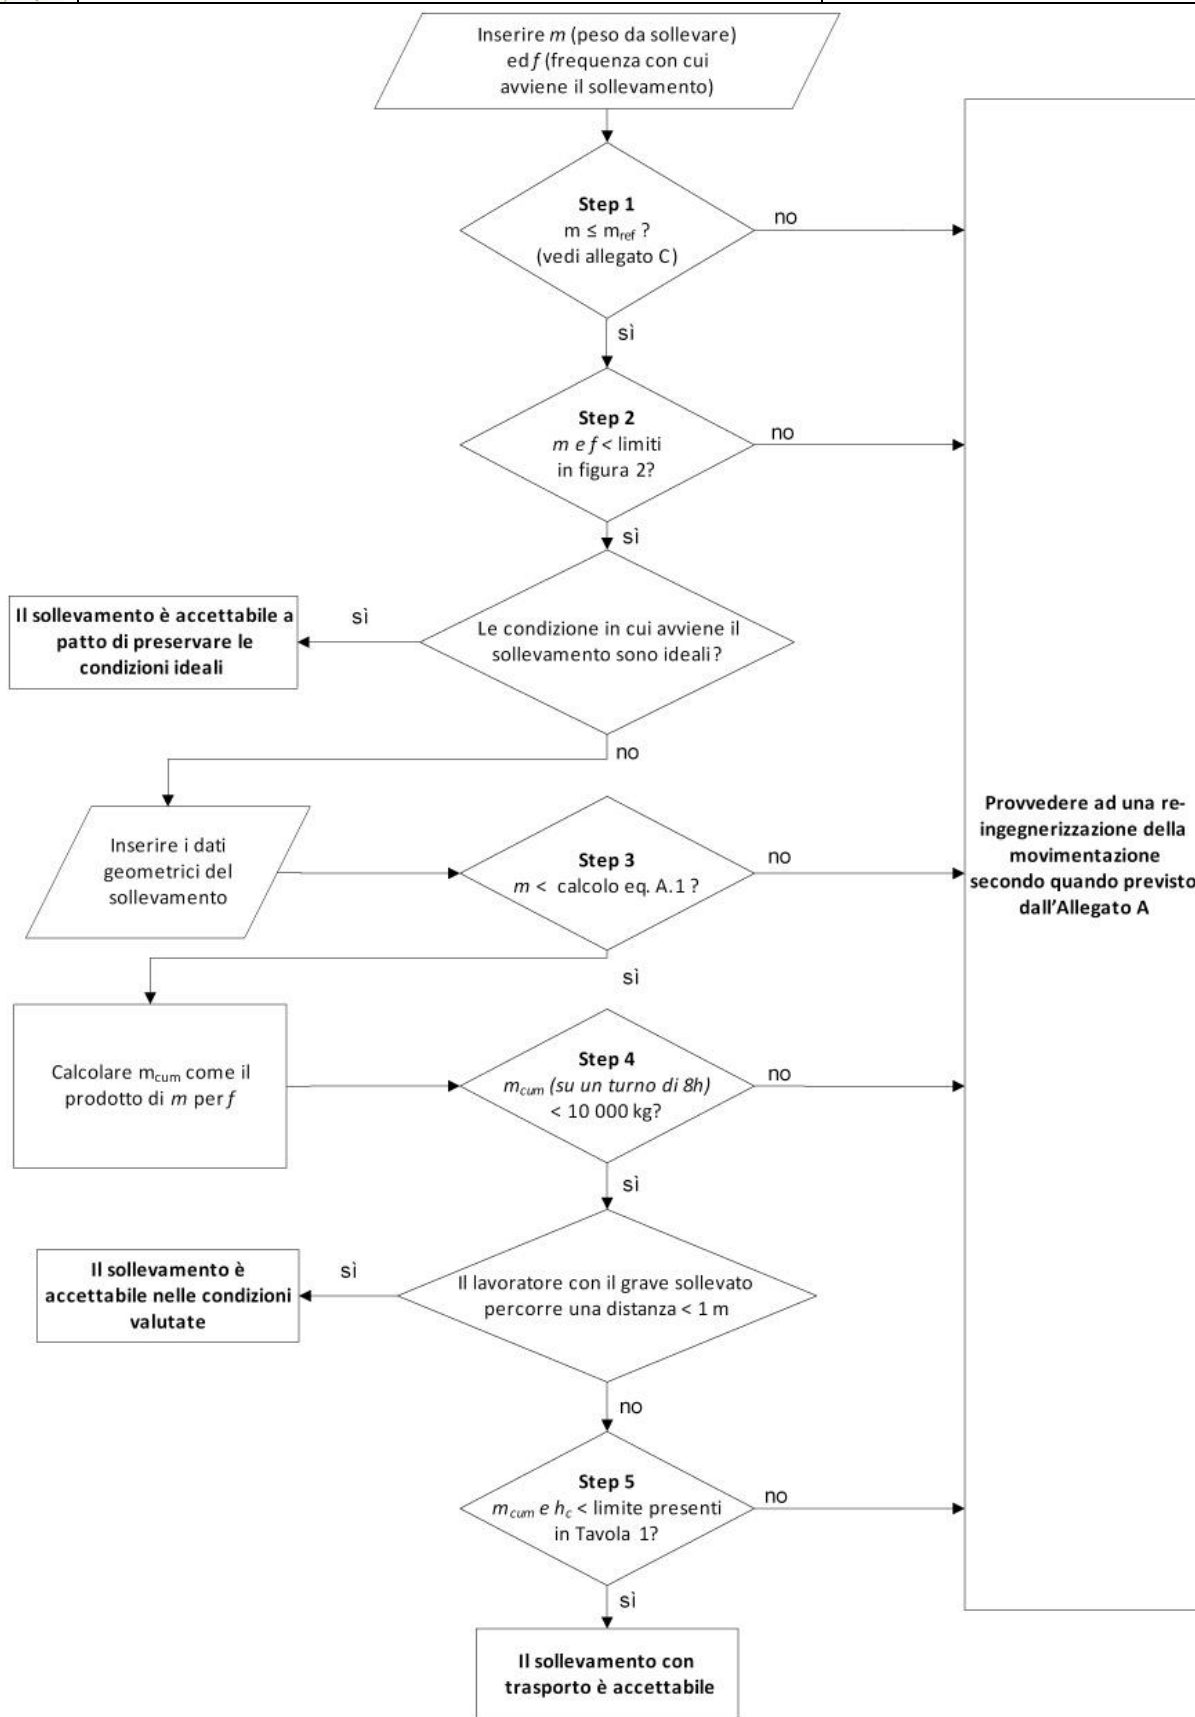 Inserire m (peso da sollevare)
ed f (frequenza con cui
avviene il sollevamento)
Step 1
m ≤ mref ?
(vedi allegato C)
no
sì
Step 2
m e f < limiti
in figura 2?
no
sì
Le condizione in cui avviene il
sollevamento sono ideali?
sì
Il sollevamento è accettabile a
patto di preservare le
condizioni ideali
no
Inserire i dati
geometrici del
sollevamento
Step 3
m < calcolo eq. A.1 ?
no
Provvedere ad una re-
ingegnerizzazione della
movimentazione
secondo quando previsto
dall'Allegato A
sì
Calcolare mcum come il
prodotto di m per f
Step 4
mcum (su un turno di 8h)
< 10 000 kg?
no
sì
Il lavoratore con il grave sollevato
percorre una distanza < 1 m
sì
Il sollevamento è
accettabile nelle condizioni
valutate
no
Step 5
mcum e hc < limite presenti
in Tavola 1?
no
sì
Il sollevamento con
trasporto è accettabile